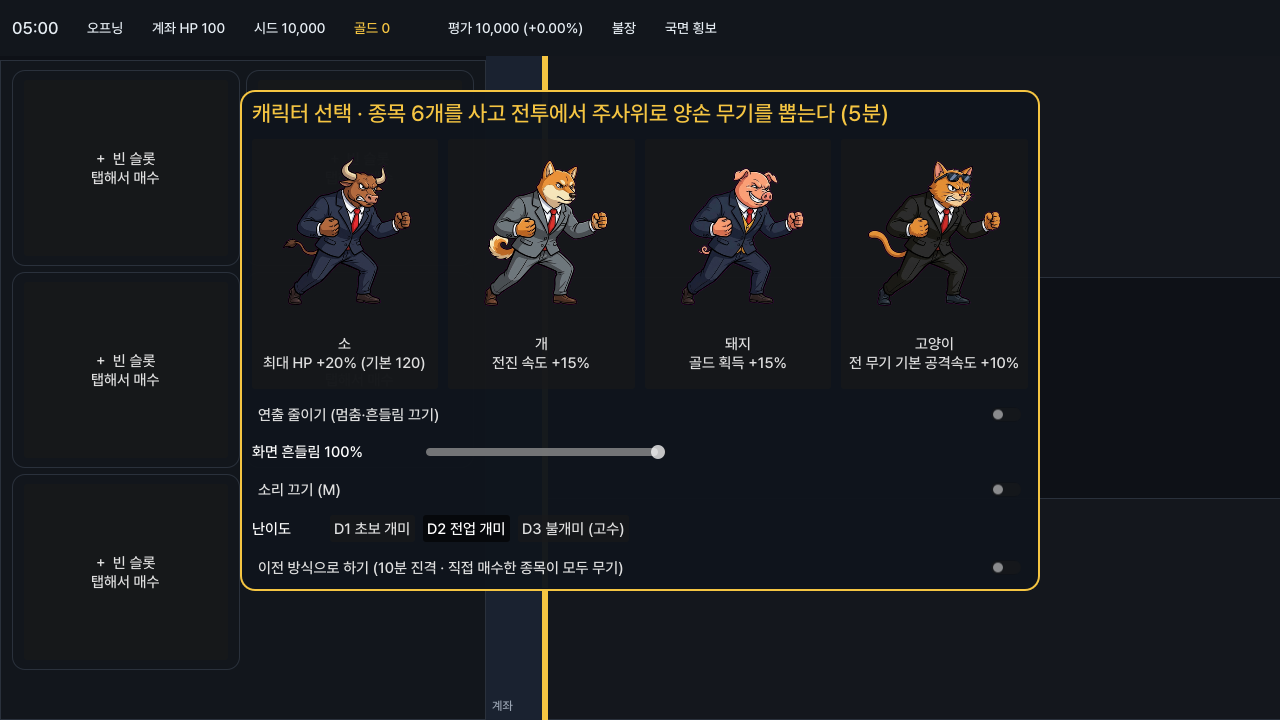 05:00 오프닝 계좌 HP 100 시드 10,000 골드 0 평가 10,000 (+0.00%) 불장 국면 횡보
캐릭터 선택 · 종목 6개를 사고 전투에서 주사위로 양손 무기를 뽑는다 (5분)
+ 빈 슬롯
탭해서 매수
소
최대 HP +20% (기본 120)
개
전진 속도 +15%
돼지
골드 획득 +15%
고양이
전 무기 기본 공격속도 +10%
+ 빈 슬롯
탭해서 매수
연출 줄이기 (멈춤·흔들림 끄기)
화면 흔들림 100%
소리 끄기 (M)
난이도 D1 초보 개미 D2 전업 개미 D3 불개미 (고수)
+ 빈 슬롯
탭해서 매수
이전 방식으로 하기 (10분 진격 · 직접 매수한 종목이 모두 무기)
계좌